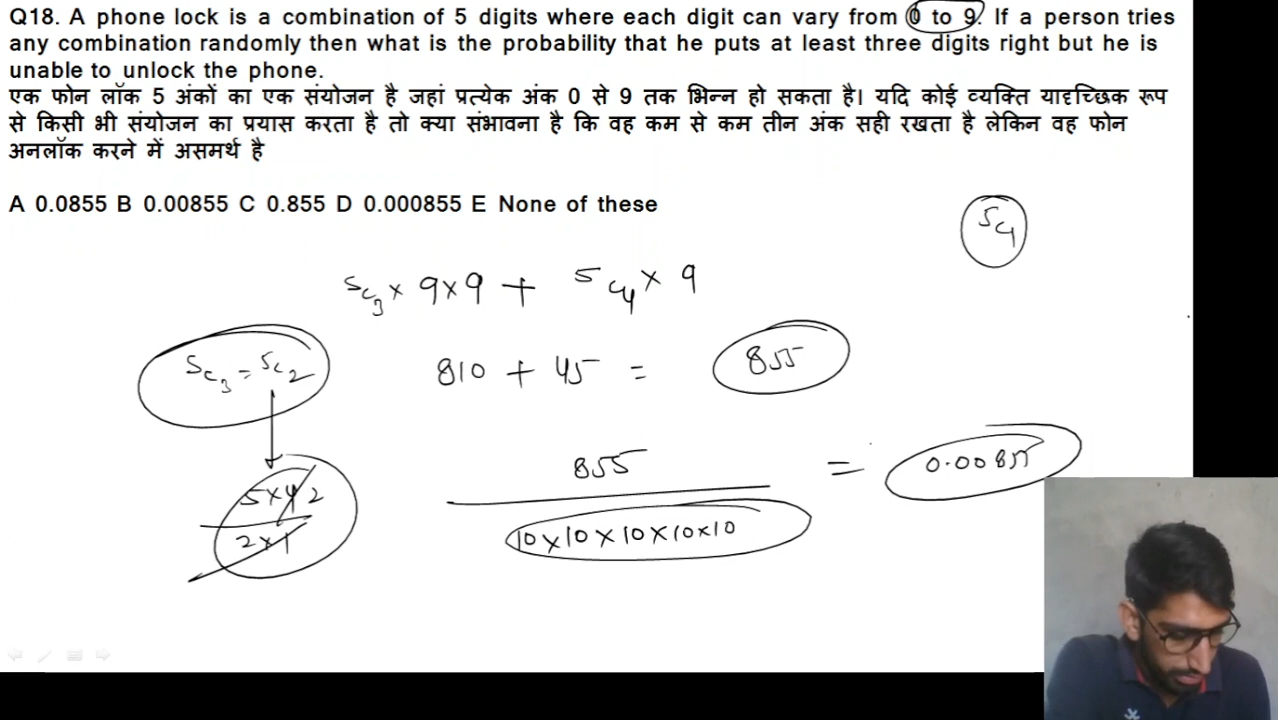 Q18. A phone lock is a combination of 5 digits where each digit can vary from 0 to 9. If a person tries
any combination randomly then what is the probability that he puts at least three digits right but he is
unable to unlock the phone.
एक फोन लॉक 5 अंकों का एक संयोजन है जहां प्रत्येक अंक 0 से 9 तक भिन्न हो सकता है। यदि कोई व्यक्ति यादृच्छिक रूप
से किसी भी संयोजन का प्रयास करता है तो क्या संभावना है कि वह कम से कम तीन अंक सही रखता है लेकिन वह फोन
अनलॉक करने में असमर्थ है
A 0.0855 B 0.00855 C 0.855 D 0.000855 E None of these
5C4
5C3 × 9×9 + 5C4 × 9
5C3 = 5C2
810 + 45 = 855
5×4 2
2×1
855 = 0.00855
10×10×10×10×10